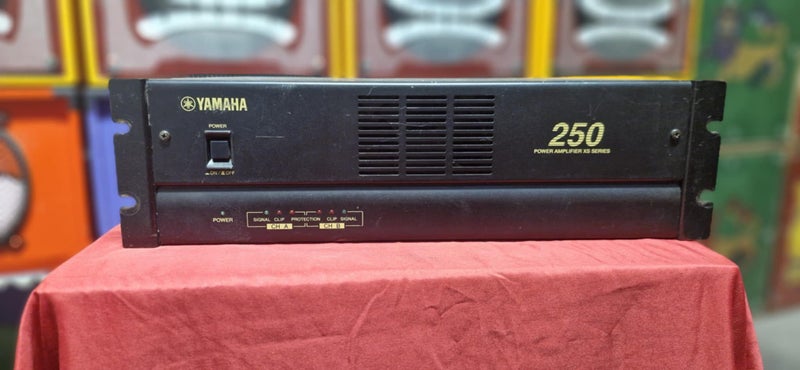 YAMAHA
POWER
ON / OFF
250
POWER AMPLIFIER XS SERIES
POWER
SIGNAL CLIP PROTECTION CLIP SIGNAL
CH A CH B